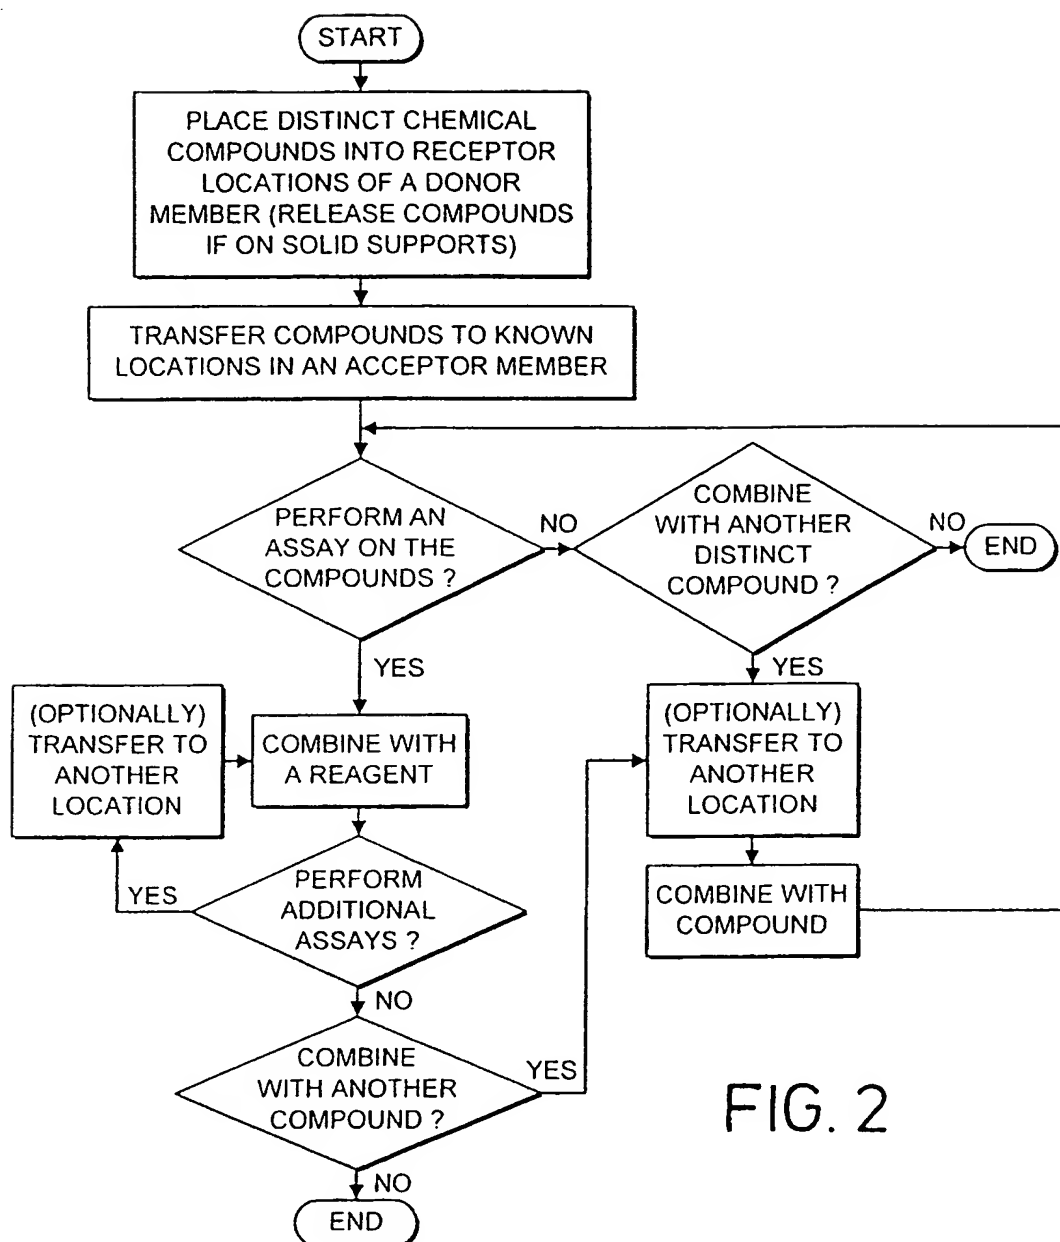 START
PLACE DISTINCT CHEMICAL
COMPOUNDS INTO RECEPTOR
LOCATIONS OF A DONOR
MEMBER (RELEASE COMPOUNDS
IF ON SOLID SUPPORTS)
TRANSFER COMPOUNDS TO KNOWN
LOCATIONS IN AN ACCEPTOR MEMBER
PERFORM AN
ASSAY ON THE
COMPOUNDS ?
NO
COMBINE
WITH ANOTHER
DISTINCT
COMPOUND ?
NO
END
YES
YES
(OPTIONALLY)
TRANSFER TO
ANOTHER
LOCATION
COMBINE WITH
A REAGENT
(OPTIONALLY)
TRANSFER TO
ANOTHER
LOCATION
YES
PERFORM
ADDITIONAL
ASSAYS ?
COMBINE WITH
COMPOUND
NO
COMBINE
WITH ANOTHER
COMPOUND ?
YES
NO
END
FIG. 2